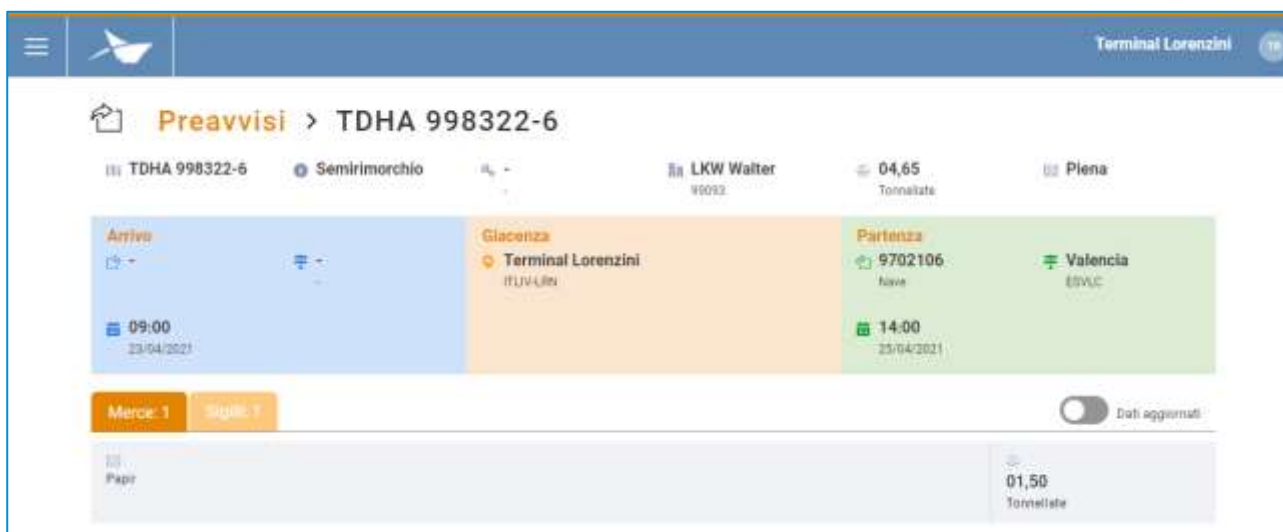 Terminal Lorenzini
Preavvisi > TDHA 998322-6
TDHA 998322-6 Semirimorchio - LKW Walter 04,65 Piena
- Tonnellate
Arrivo Giacenza Partenza
- - Terminal Lorenzini 9702106 Valencia
- ITLIV-LRN Nave ESVLC
09:00 14:00
23/04/2021 25/04/2021
Merce: 1 Sigilli: 1 Dati aggiornati
Papir 01,50
Tonnellate